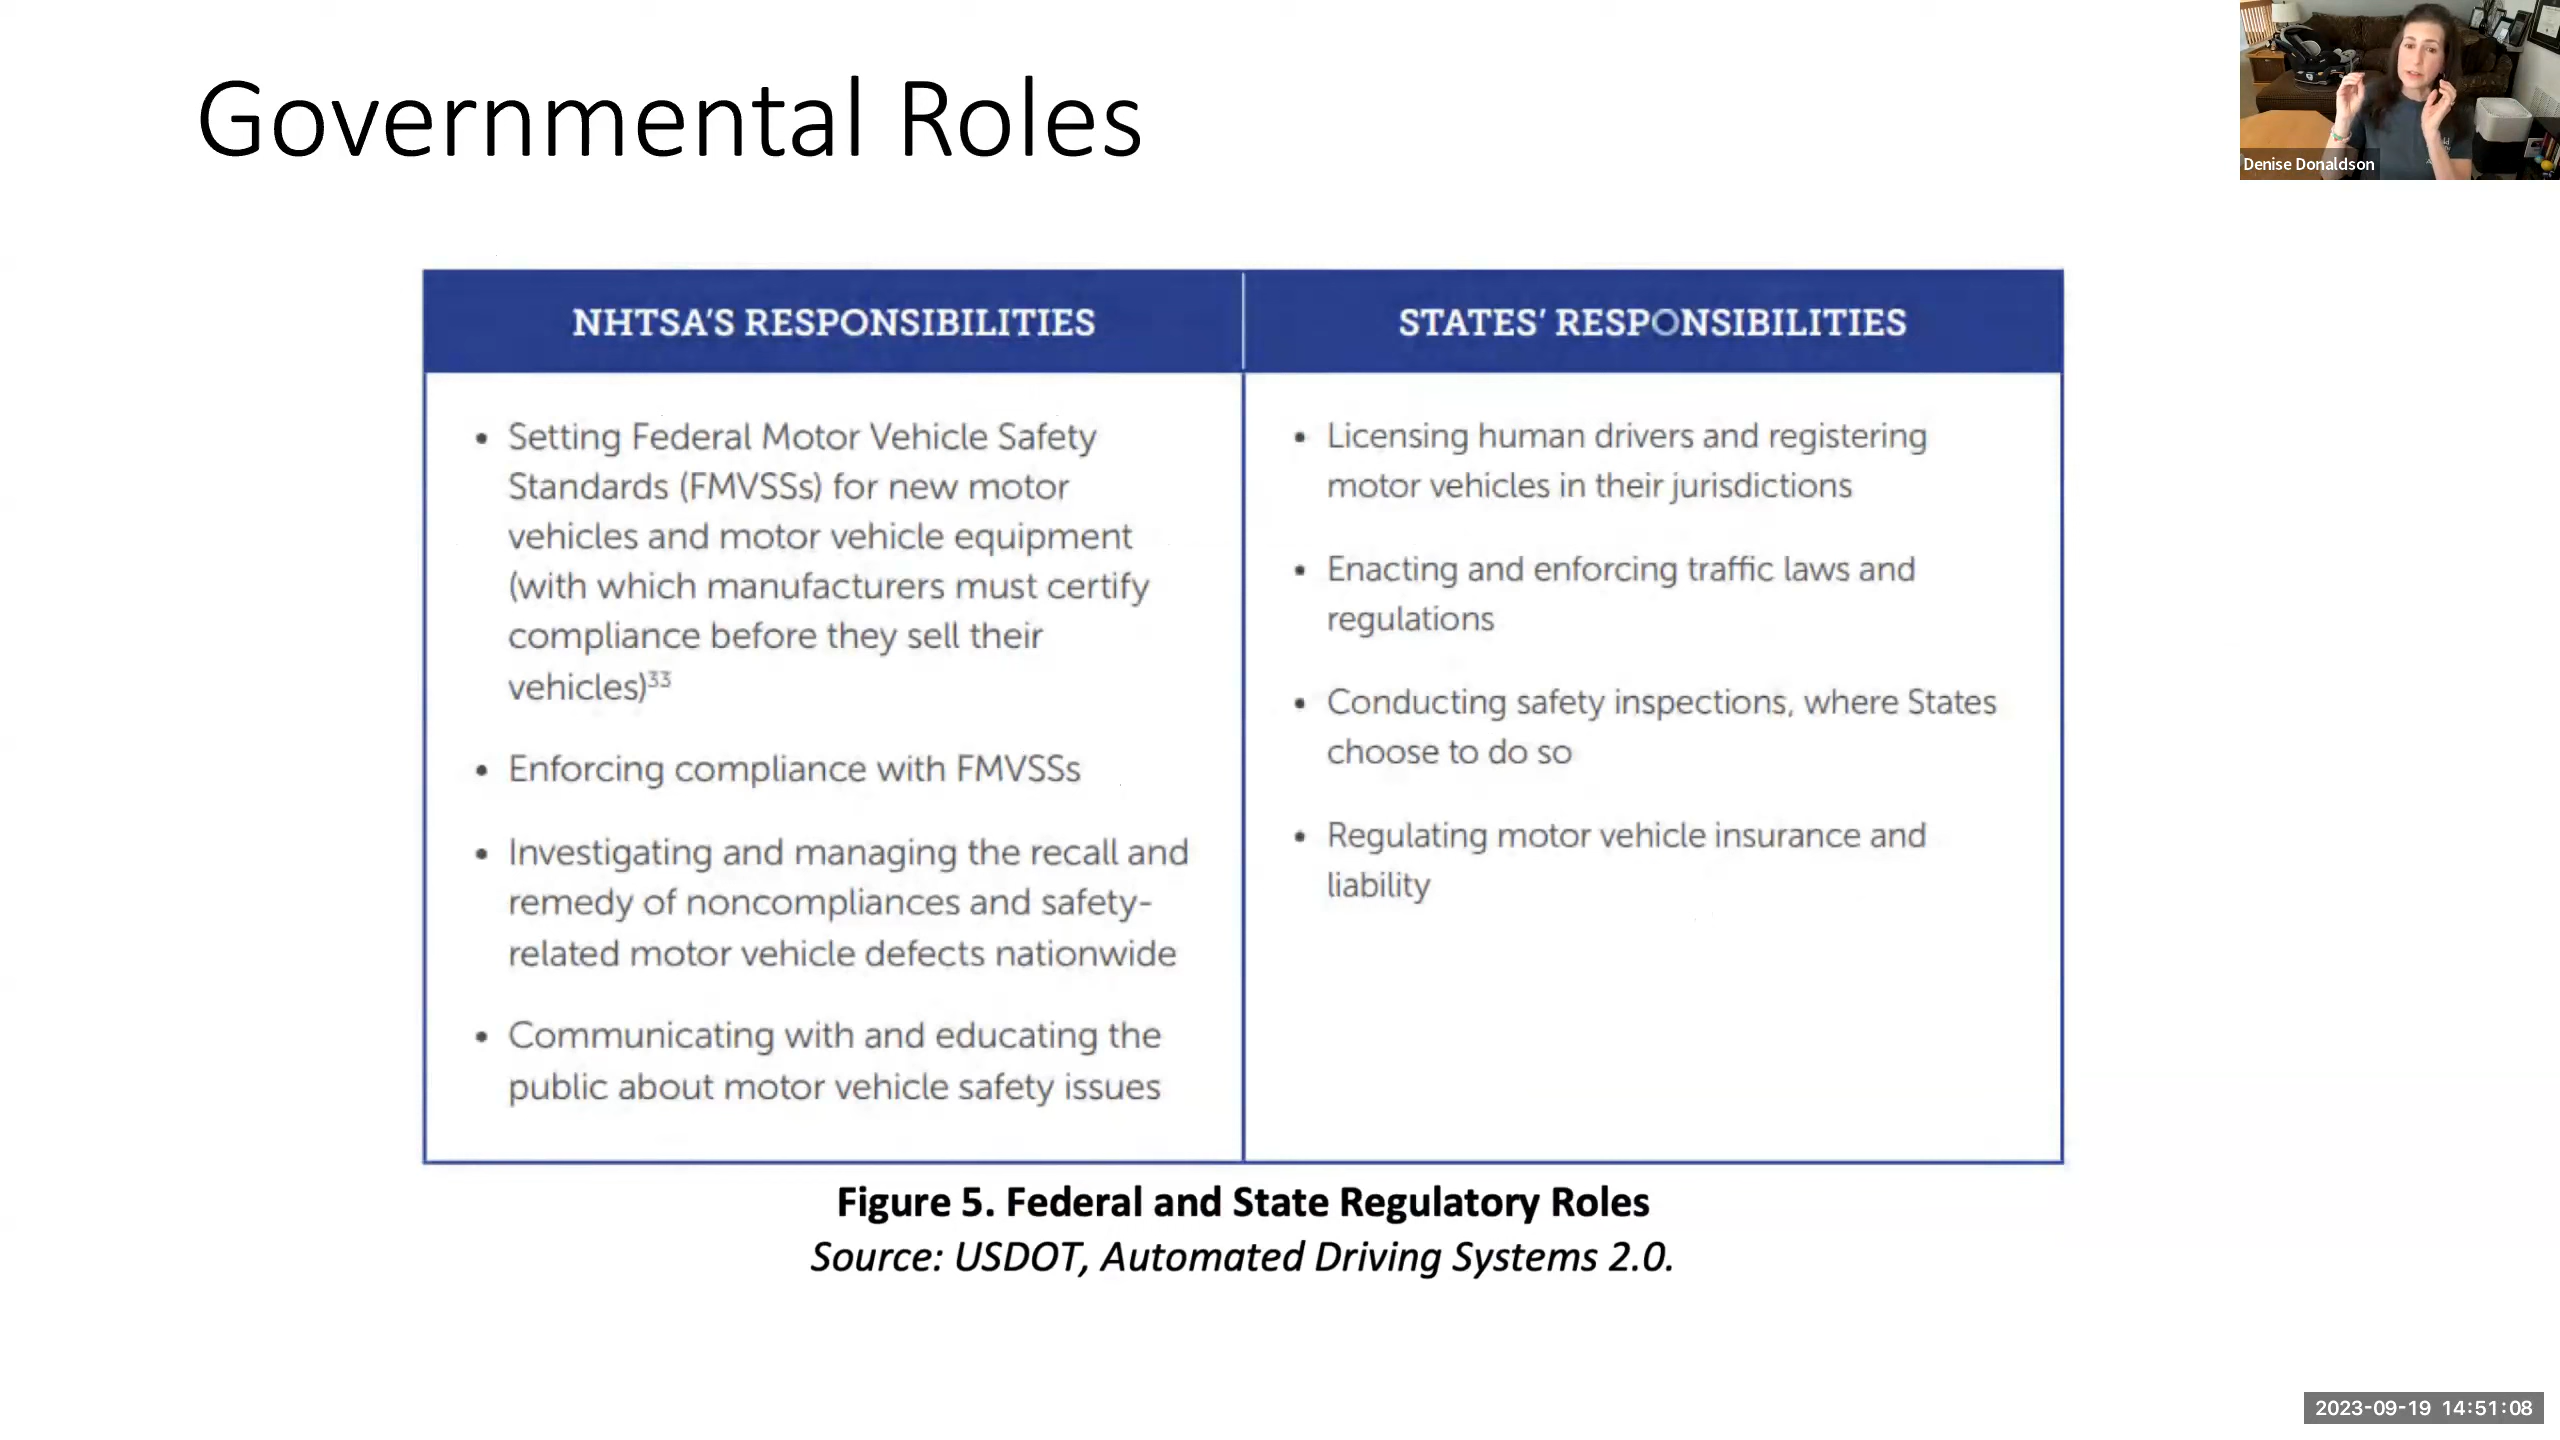 Governmental Roles
Denise Donaldson
NHTSA’S RESPONSIBILITIES
• Setting Federal Motor Vehicle Safety
Standards (FMVSSs) for new motor
vehicles and motor vehicle equipment
(with which manufacturers must certify
compliance before they sell their
vehicles)³³
• Enforcing compliance with FMVSSs
• Investigating and managing the recall and
remedy of noncompliances and safety-
related motor vehicle defects nationwide
• Communicating with and educating the
public about motor vehicle safety issues
STATES’ RESPONSIBILITIES
• Licensing human drivers and registering
motor vehicles in their jurisdictions
• Enacting and enforcing traffic laws and
regulations
• Conducting safety inspections, where States
choose to do so
• Regulating motor vehicle insurance and
liability
Figure 5. Federal and State Regulatory Roles
Source: USDOT, Automated Driving Systems 2.0.
2023-09-19 14:51:08